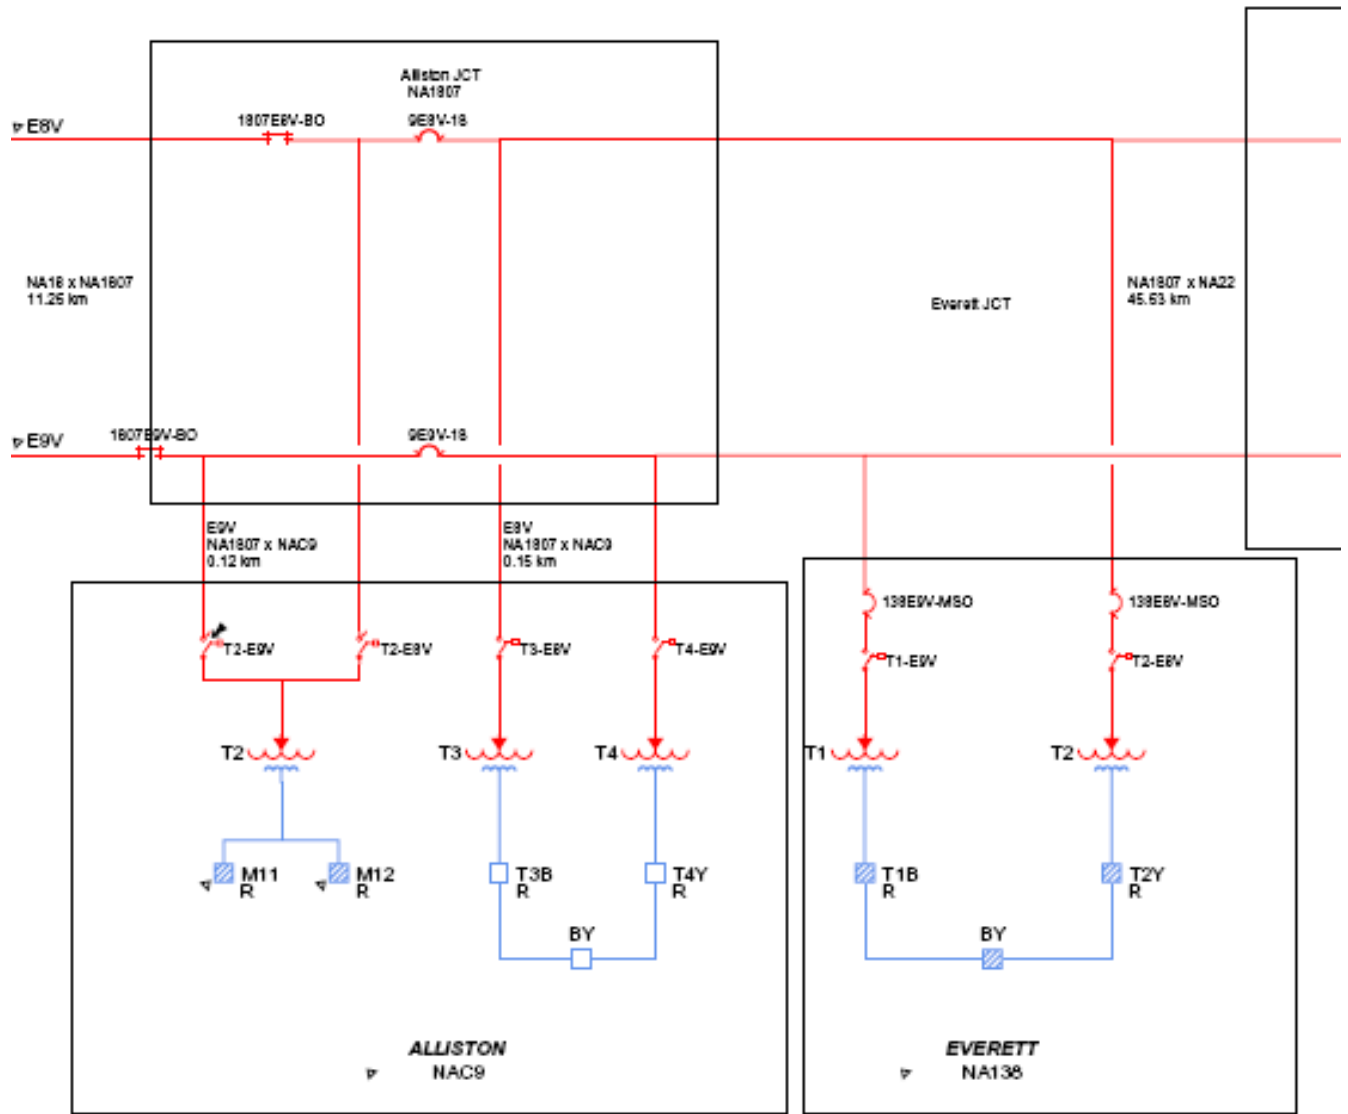 Alliston JCT
NA1807
1807E8V-BO
9E8V-18
E8V
NA18 x NA1807
11.25 km
Everett JCT
NA1807 x NA22
45.53 km
1807E9V-BO
9E9V-18
E9V
E9V
NA1807 x NAC9
0.12 km
E8V
NA1807 x NAC9
0.15 km
138E9V-MSO
138E8V-MSO
T2-E9V
T2-E8V
T3-E8V
T4-E9V
T1-E9V
T2-E8V
T2
T3
T4
T1
T2
M11
R
M12
R
T3B
R
T4Y
R
T1B
R
T2Y
R
BY
BY
ALLISTON
NAC9
EVERETT
NA138